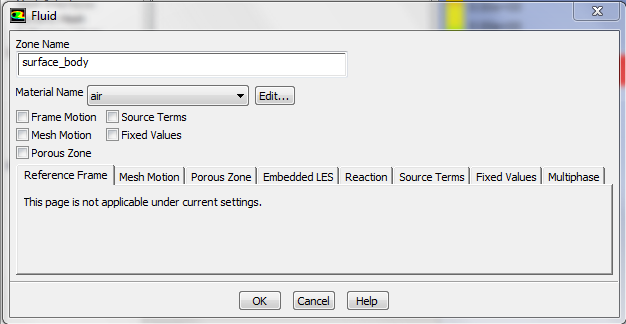 Fluid
Zone Name
surface_body
Material Name air Edit...
Frame Motion Source Terms
Mesh Motion Fixed Values
Porous Zone
Reference Frame Mesh Motion Porous Zone Embedded LES Reaction Source Terms Fixed Values Multiphase
This page is not applicable under current settings.
OK Cancel Help